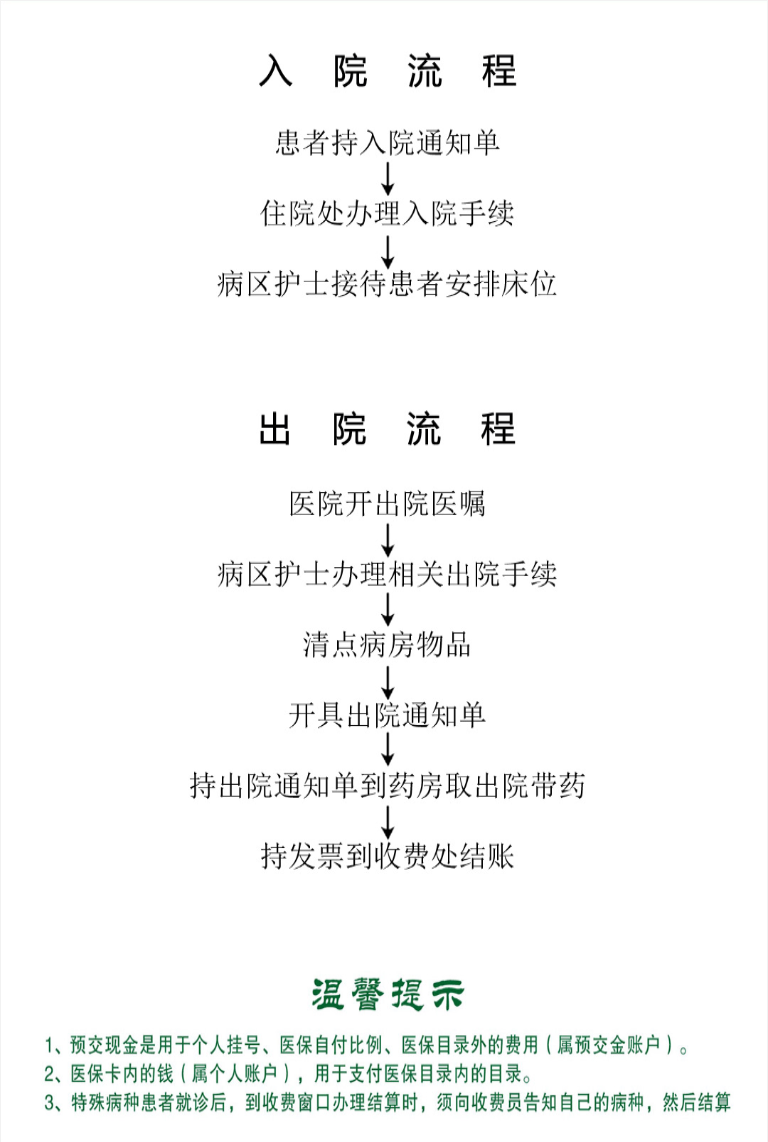 入院流程
患者持入院通知单
住院处办理入院手续
病区护士接待患者安排床位
出院流程
医院开出院医嘱
病区护士办理相关出院手续
清点病房物品
开具出院通知单
持出院通知单到药房取出院带药
持发票到收费处结账
温馨提示
1、预交现金是用于个人挂号、医保自付比例、医保目录外的费用（属预交金账户）。
2、医保卡内的钱（属个人账户），用于支付医保目录内的目录。
3、特殊病种患者就诊后，到收费窗口办理结算时，须向收费员告知自己的病种，然后结算